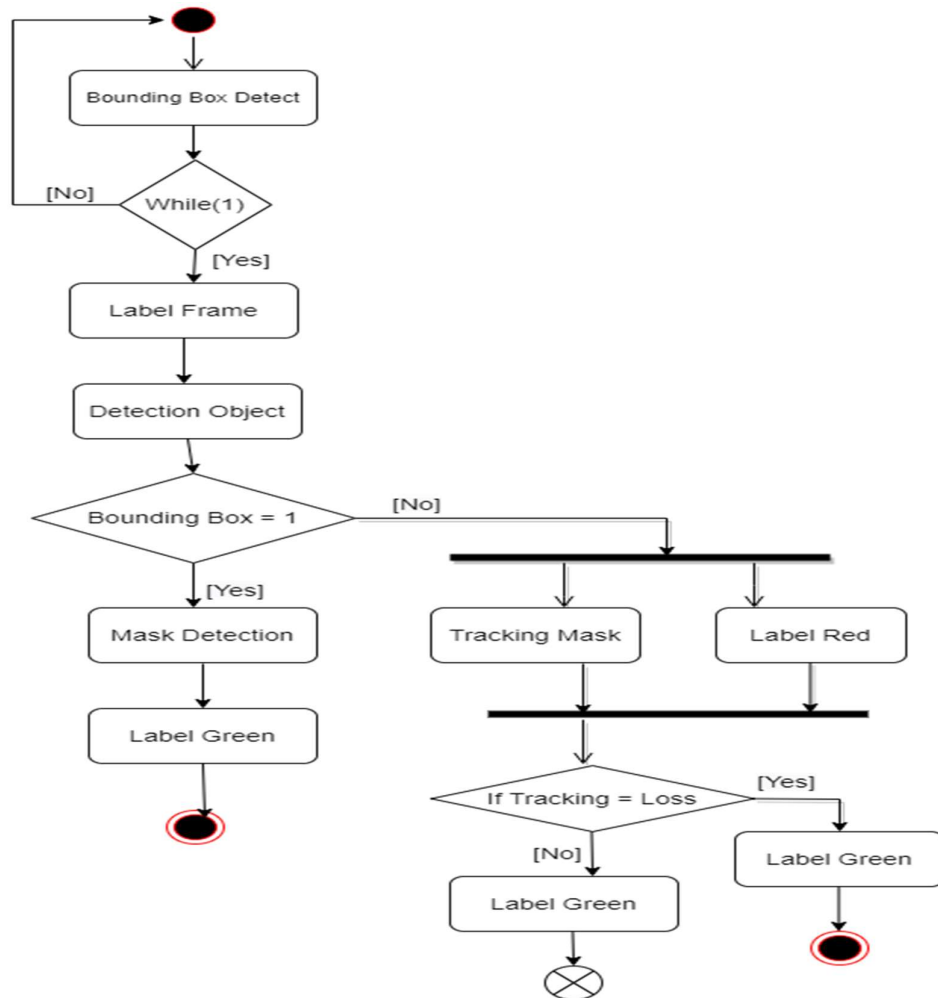 Bounding Box Detect
[No]
While(1)
[Yes]
Label Frame
Detection Object
Bounding Box = 1
[No]
[Yes]
Mask Detection
Tracking Mask
Label Red
Label Green
If Tracking = Loss
[Yes]
[No]
Label Green
Label Green